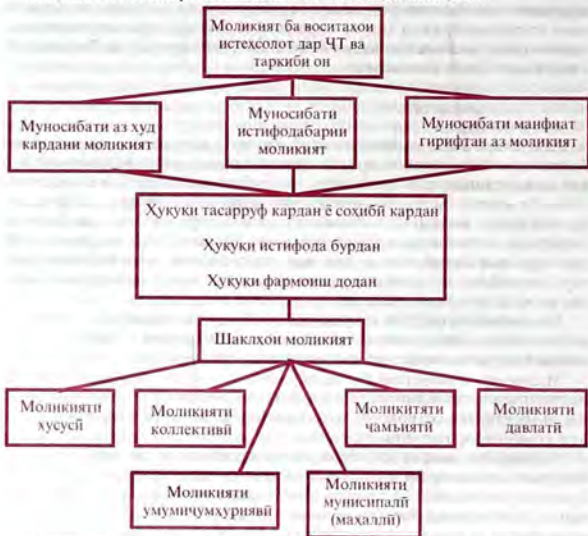 Моликият ба воситаҳои
истеҳсолот дар ҶТ ва
таркиби он
Муносибати аз худ
кардани моликият
Муносибати
истифодабарии
моликият
Муносибати манфиат
гирифтан аз моликият
Ҳуқуқи тасарруф кардан ё соҳибӣ кардан
Ҳуқуқи истифода бурдан
Ҳуқуқи фармоиш додан
Шаклҳои моликият
Моликияти
хусусӣ
Моликияти
коллективӣ
Моликитяти
ҷамъиятӣ
Моликияти
давлатӣ
Моликияти
умумиҷумҳуриявӣ
Моликияти
мунисипалӣ
(маҳаллӣ)